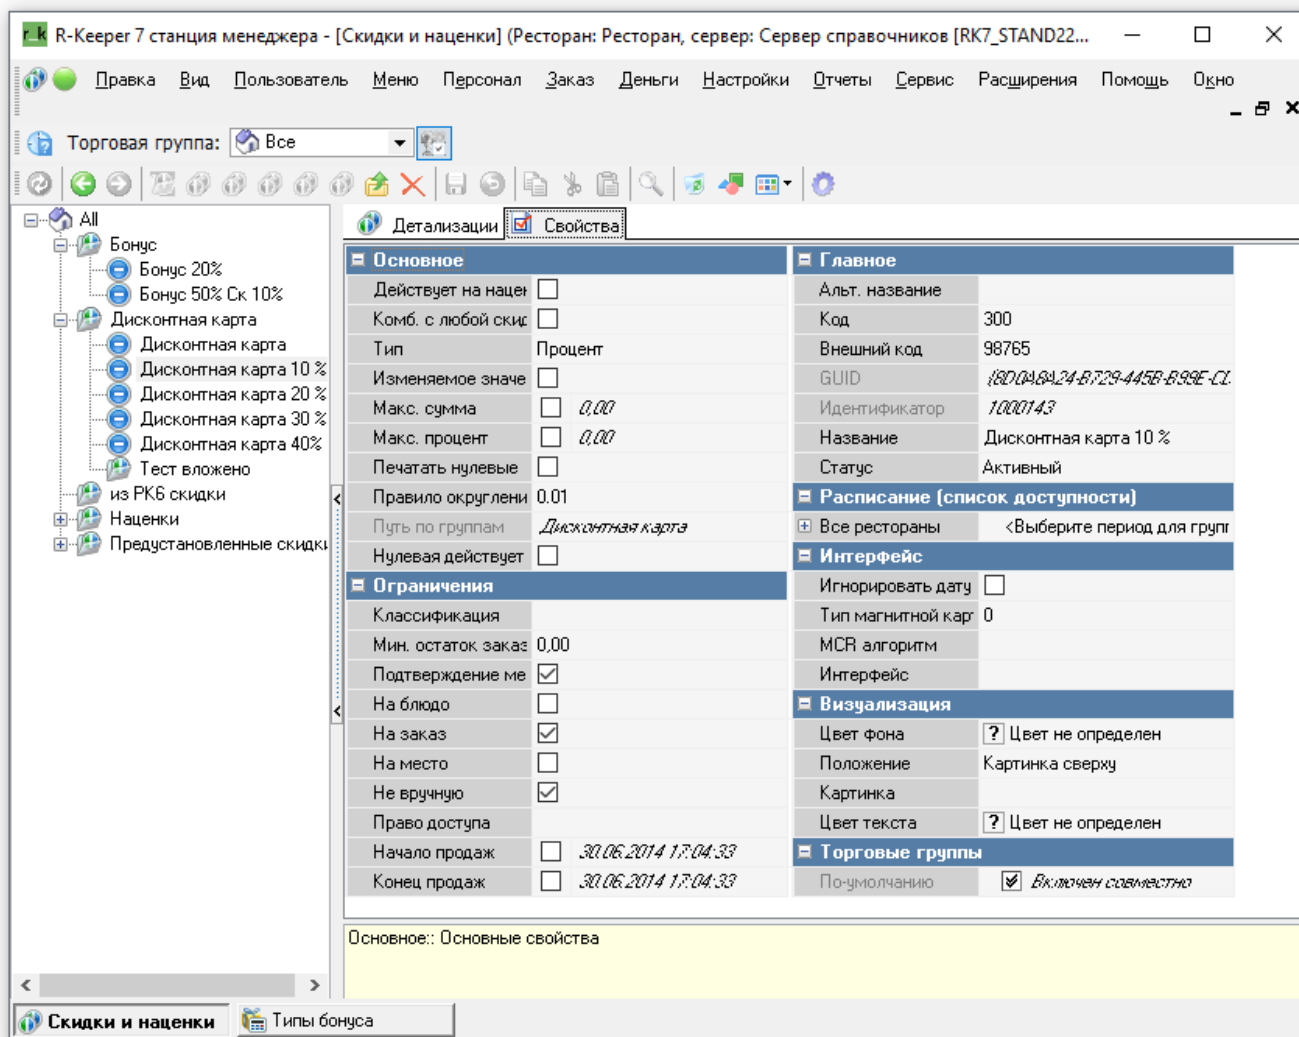 R-Keeper 7 станция менеджера - [Скидки и наценки] (Ресторан: Ресторан, сервер: Сервер справочников [RK7_STAND22...
Правка Вид Пользователь Меню Персонал Заказ Деньги Настройки Отчеты Сервис Расширения Помощь Окно
Торговая группа: Все
All
Бонус
Бонус 20%
Бонус 50% Ск 10%
Дисконтная карта
Дисконтная карта
Дисконтная карта 10 %
Дисконтная карта 20 %
Дисконтная карта 30 %
Дисконтная карта 40%
Тест вложено
из РК6 скидки
Наценки
Предустановленные скидки
Детализации Свойства
Основное
Действует на нацен
Комб. с любой скид
Тип Процент
Изменяемое значе
Макс. сумма 0,00
Макс. процент 0,00
Печатать нулевые
Правило округлени 0.01
Путь по группам Дисконтная карта
Нулевая действует
Ограничения
Классификация
Мин. остаток заказ 0,00
Подтверждение ме
На блюдо
На заказ
На место
Не вручную
Право доступа
Начало продаж 30.06.2014 17:04:33
Конец продаж 30.06.2014 17:04:33
Главное
Альт. название
Код 300
Внешний код 98765
GUID {8D0A8A24-B729-445B-B99E-CL
Идентификатор 1000143
Название Дисконтная карта 10 %
Статус Активный
Расписание (список доступности)
Все рестораны <Выберите период для групп
Интерфейс
Игнорировать дату
Тип магнитной кар 0
MCR алгоритм
Интерфейс
Визуализация
Цвет фона ? Цвет не определен
Положение Картинка сверху
Картинка
Цвет текста ? Цвет не определен
Торговые группы
По-умолчанию Включен совместно
Основное:: Основные свойства
Скидки и наценки Типы бонуса